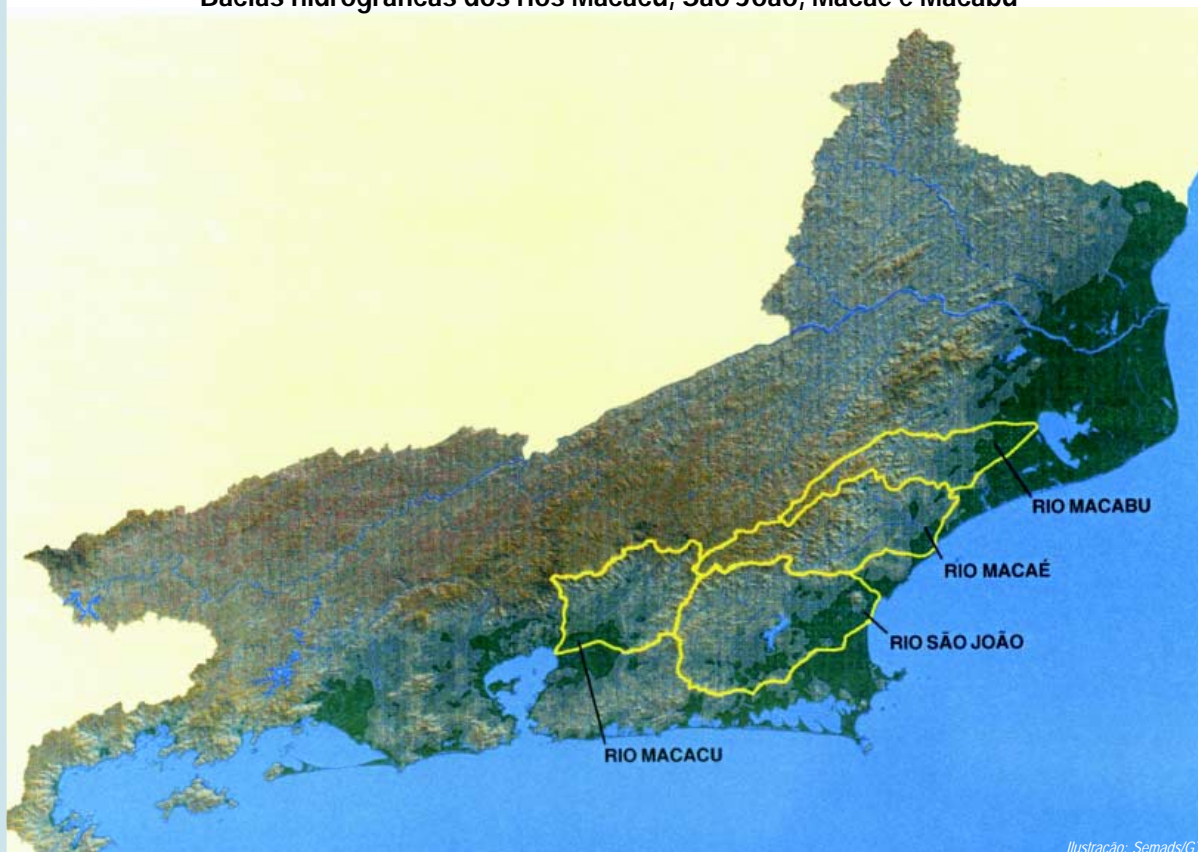 Bacias hidrográficas dos rios Macacu, São João, Macaé e Macabu
RIO MACABU
RIO MACAÉ
RIO SÃO JOÃO
RIO MACACU
Ilustração: Semads/G